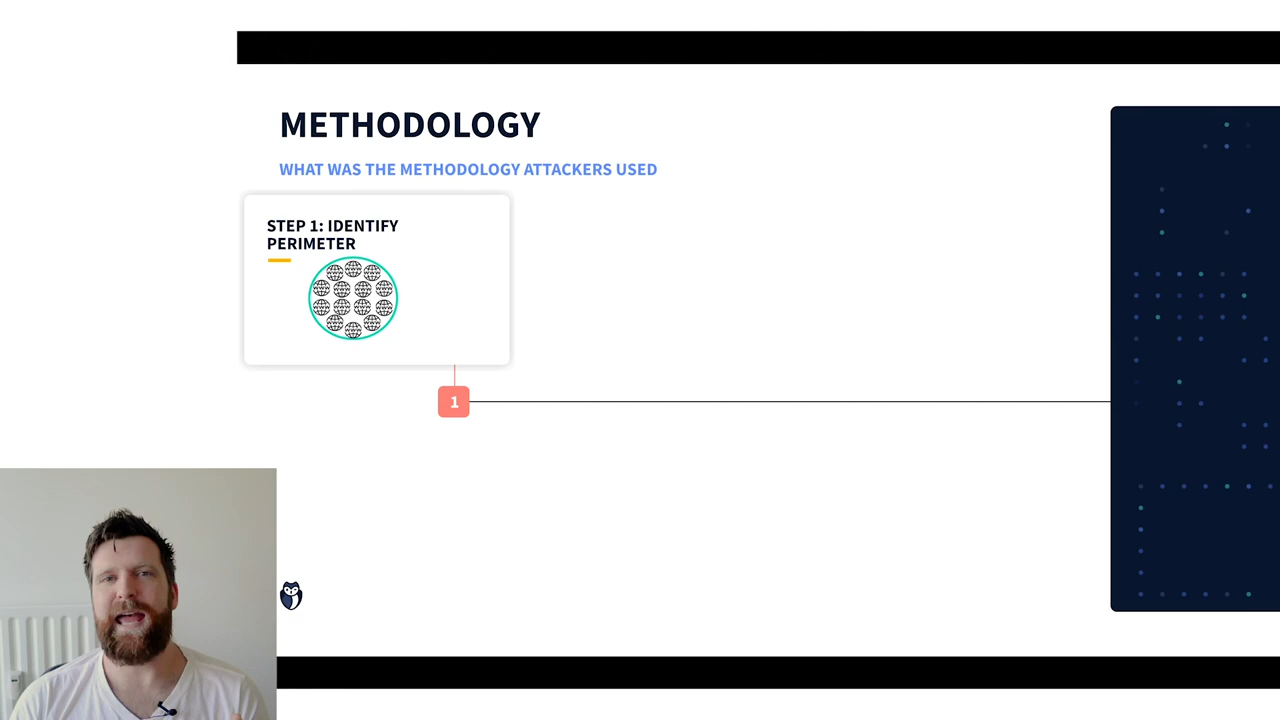 METHODOLOGY
WHAT WAS THE METHODOLOGY ATTACKERS USED
STEP 1: IDENTIFY
PERIMETER
1